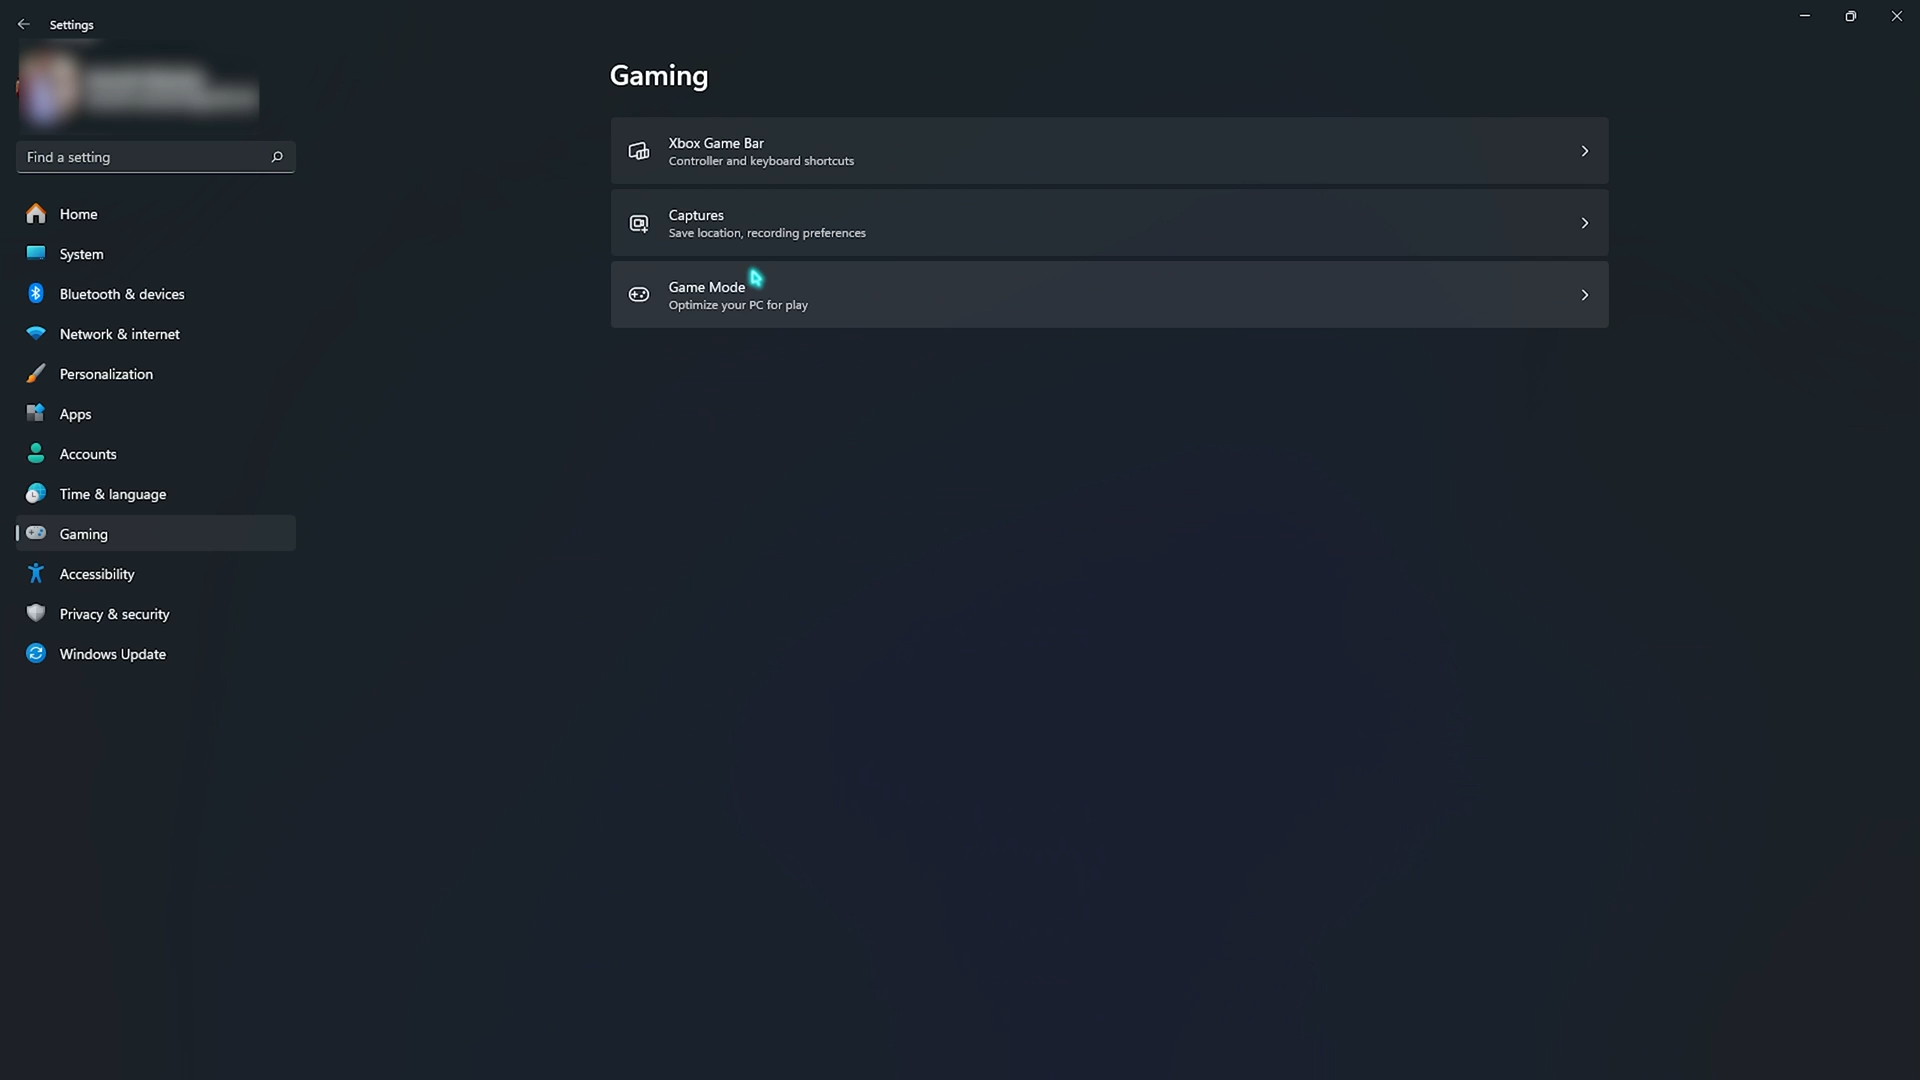 Settings
Find a setting
Home
System
Bluetooth & devices
Network & internet
Personalization
Apps
Accounts
Time & language
Gaming
Accessibility
Privacy & security
Windows Update
Gaming
Xbox Game Bar
Controller and keyboard shortcuts
Captures
Save location, recording preferences
Game Mode
Optimize your PC for play